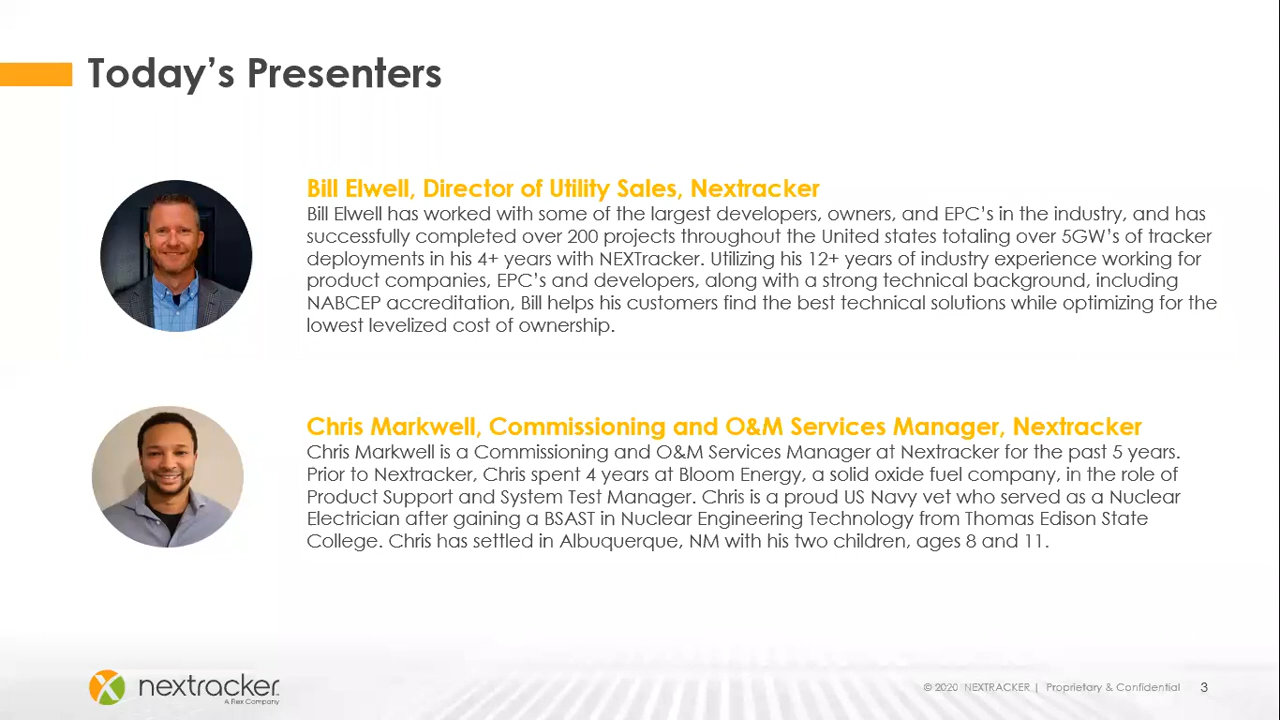 Today's Presenters
Bill Elwell, Director of Utility Sales, Nextracker
Bill Elwell has worked with some of the largest developers, owners, and EPC's in the industry, and has
successfully completed over 200 projects throughout the United states totaling over 5GW's of tracker
deployments in his 4+ years with NEXTracker. Utilizing his 12+ years of industry experience working for
product companies, EPC's and developers, along with a strong technical background, including
NABCEP accreditation, Bill helps his customers find the best technical solutions while optimizing for the
lowest levelized cost of ownership.
Chris Markwell, Commissioning and O&M Services Manager, Nextracker
Chris Markwell is a Commissioning and O&M Services Manager at Nextracker for the past 5 years.
Prior to Nextracker, Chris spent 4 years at Bloom Energy, a solid oxide fuel company, in the role of
Product Support and System Test Manager. Chris is a proud US Navy vet who served as a Nuclear
Electrician after gaining a BSAST in Nuclear Engineering Technology from Thomas Edison State
College. Chris has settled in Albuquerque, NM with his two children, ages 8 and 11.
nextracker
A Flex Company
© 2020 NEXTRACKER | Proprietary & Confidential 3